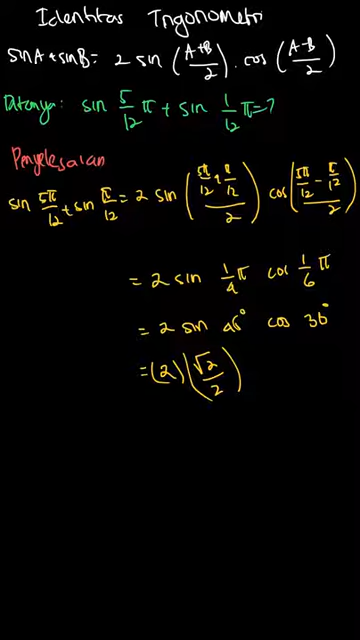 Identitas Trigonometri
sin A + sin B = 2 sin ((A+B)/2) . cos ((A-B)/2)
Ditanya: sin 5/12 π + sin 1/12 π = ?
Penyelesaian
sin 5π/12 + sin π/12 = 2 sin ((5π/12 + π/12)/2) cos ((5π/12 - π/12)/2)
= 2 sin 1/4 π cos 1/6 π
= 2 sin 45° cos 30°
= (2) (√2/2)